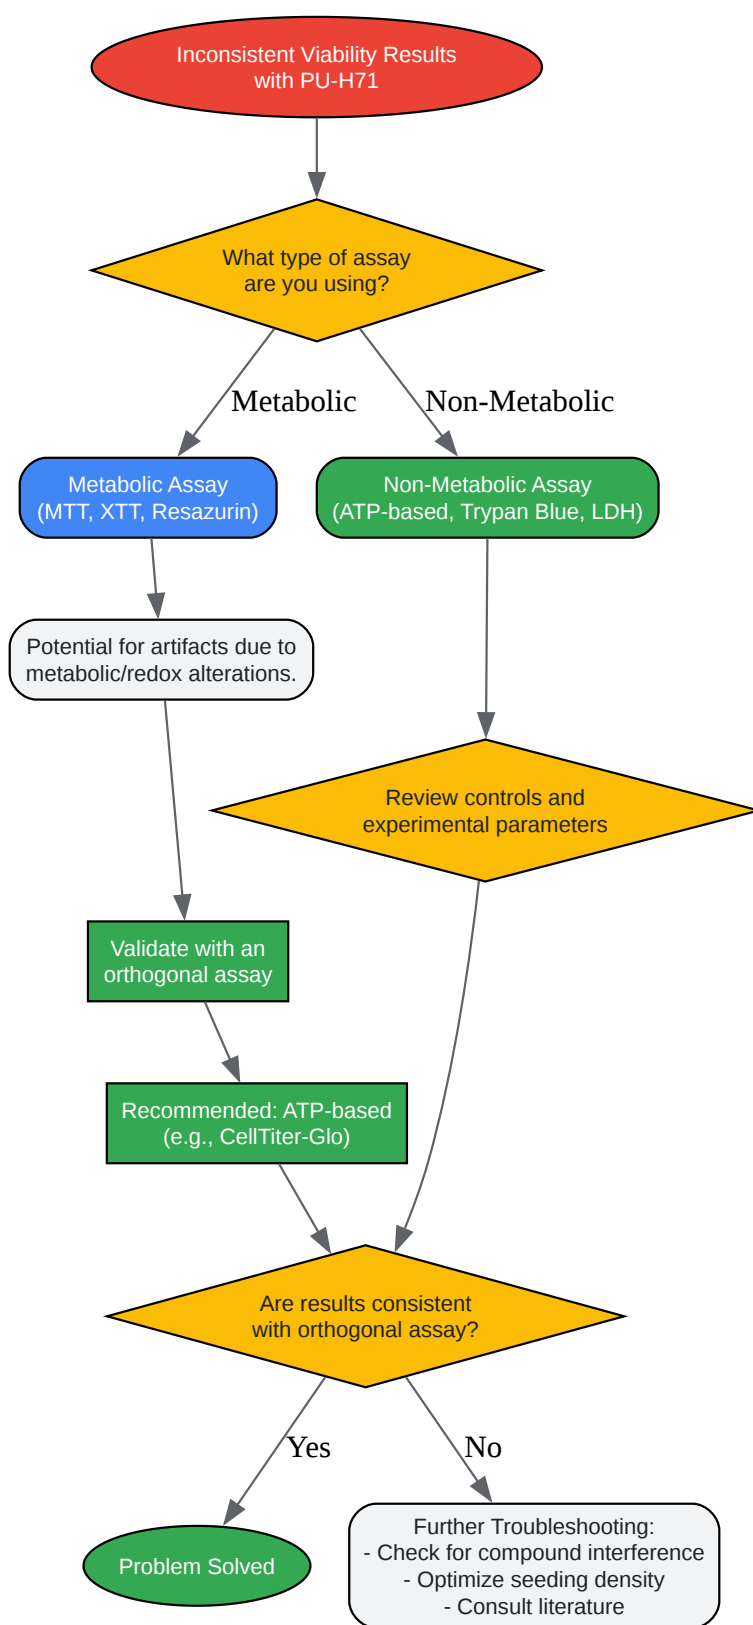 Inconsistent Viability Results
with PU-H71
What type of assay
are you using?
Metabolic
Non-Metabolic
Metabolic Assay
(MTT, XTT, Resazurin)
Non-Metabolic Assay
(ATP-based, Trypan Blue, LDH)
Potential for artifacts due to
metabolic/redox alterations.
Review controls and
experimental parameters
Validate with an
orthogonal assay
Recommended: ATP-based
(e.g., CellTiter-Glo)
Are results consistent
with orthogonal assay?
Yes
No
Problem Solved
Further Troubleshooting:
- Check for compound interference
- Optimize seeding density
- Consult literature